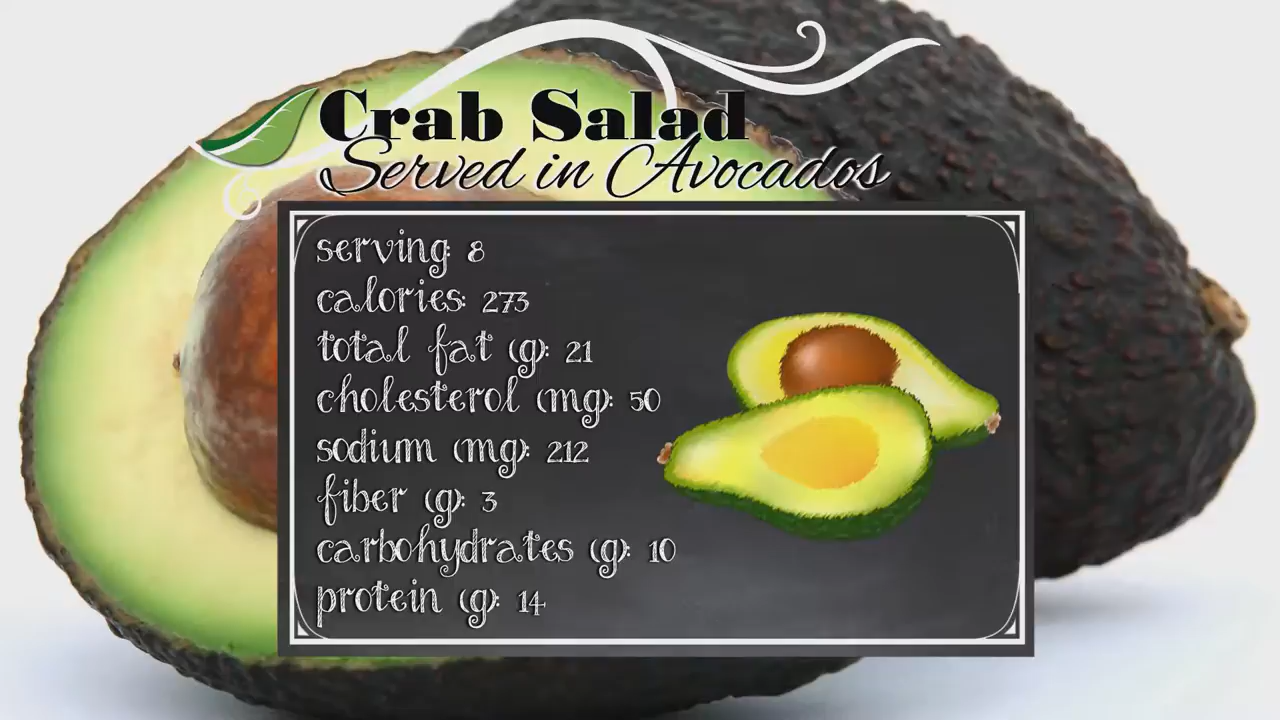 Crab Salad
Served in Avocados
serving: 8
calories: 273
total fat (g): 21
cholesterol (mg): 50
sodium (mg): 212
fiber (g): 3
carbohydrates (g): 10
protein (g): 14